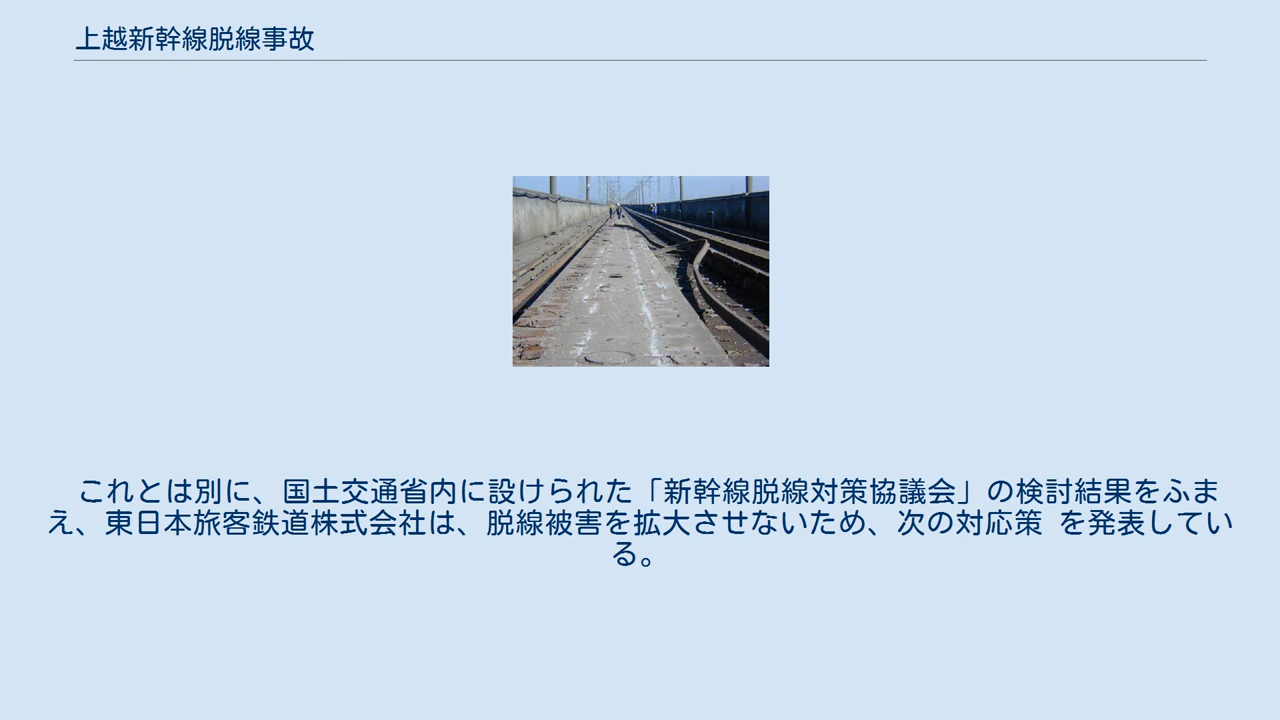 上越新幹線脱線事故
これとは別に、国土交通省内に設けられた「新幹線脱線対策協議会」の検討結果をふま
え、東日本旅客鉄道株式会社は、脱線被害を拡大させないため、次の対応策 を発表してい
る。